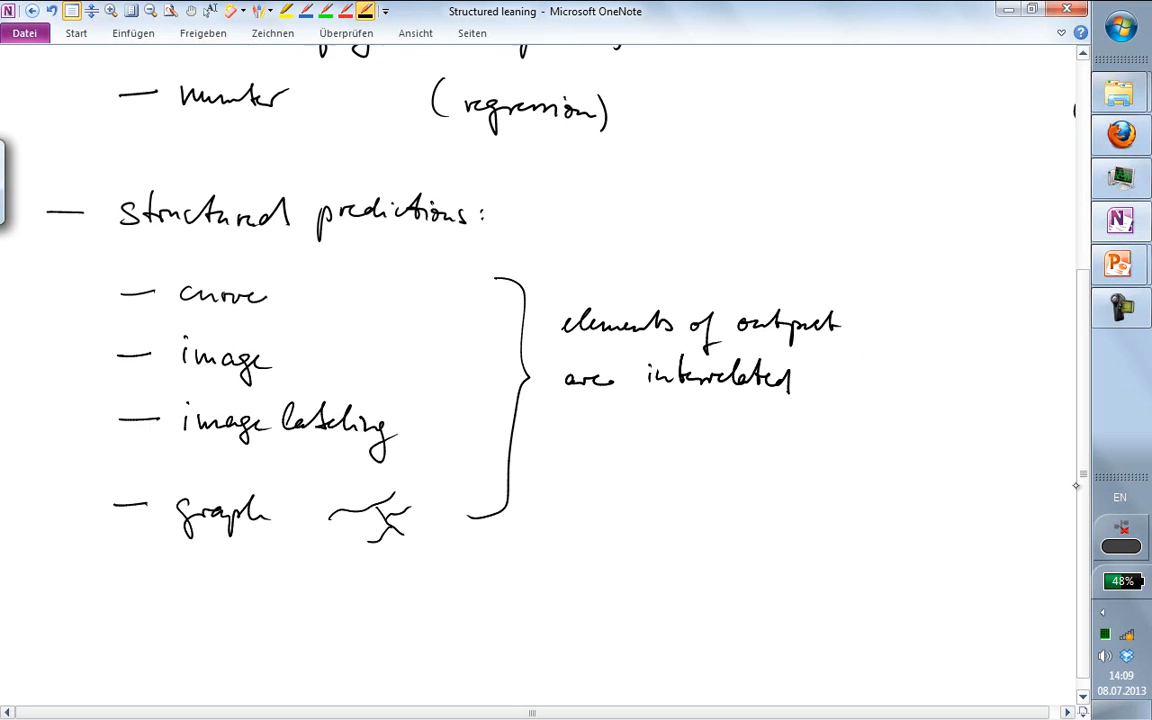 Structured leaning - Microsoft OneNote
Datei Start Einfügen Freigeben Zeichnen Überprüfen Ansicht Seiten
— number (regression)
— structured predictions:
— curve
— image
— image labeling
— graph
elements of output
are interrelated
EN
48%
14:09
08.07.2013